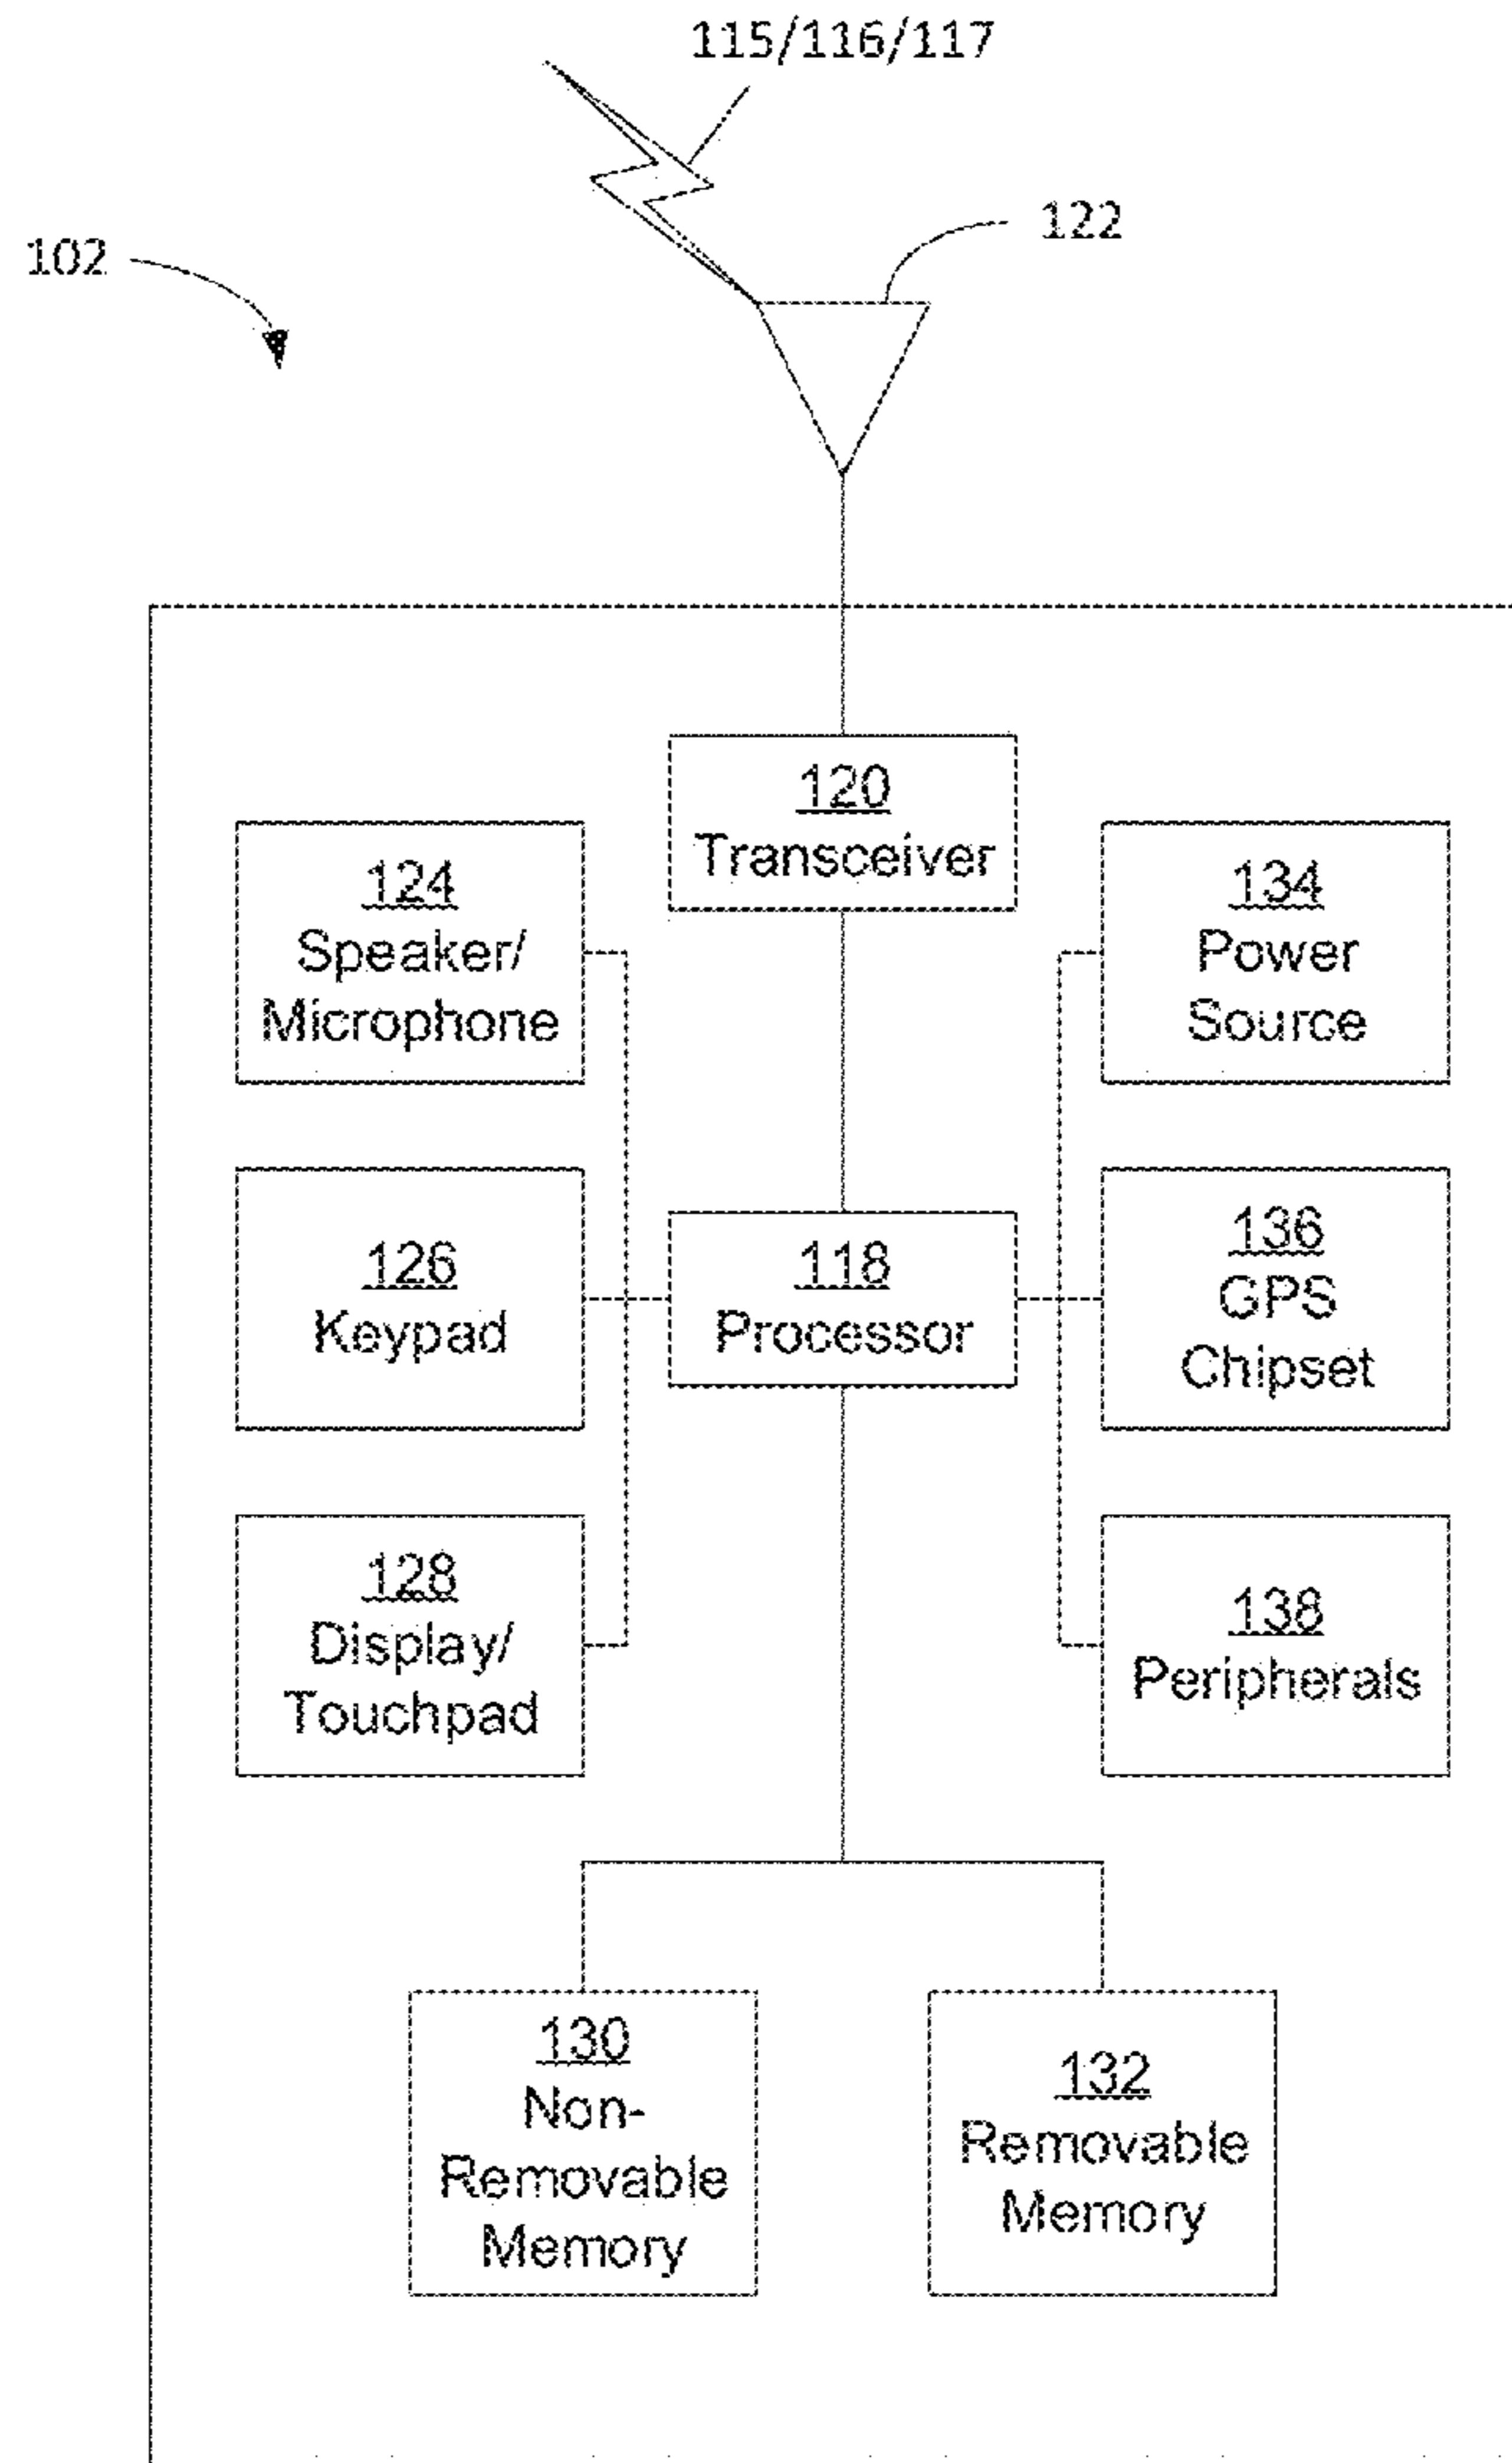 115/116/117
122
102
120
Transceiver
124
Speaker/
Microphone
134
Power
Source
126
Keypad
118
Processor
136
GPS
Chipset
128
Display/
Touchpad
138
Peripherals
130
Non-
Removable
Memory
132
Removable
Memory